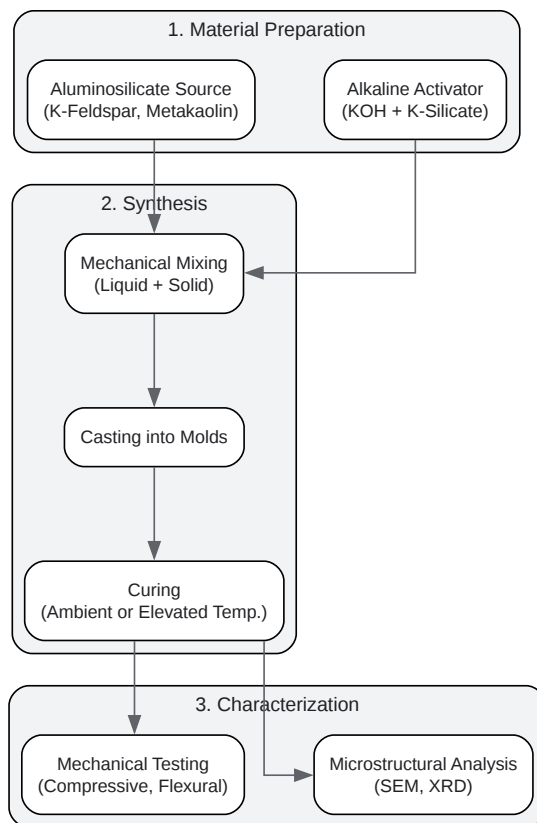 1. Material Preparation
Aluminosilicate Source
(K-Feldspar, Metakaolin)
Alkaline Activator
(KOH + K-Silicate)
2. Synthesis
Mechanical Mixing
(Liquid + Solid)
Casting into Molds
Curing
(Ambient or Elevated Temp.)
3. Characterization
Mechanical Testing
(Compressive, Flexural)
Microstructural Analysis
(SEM, XRD)